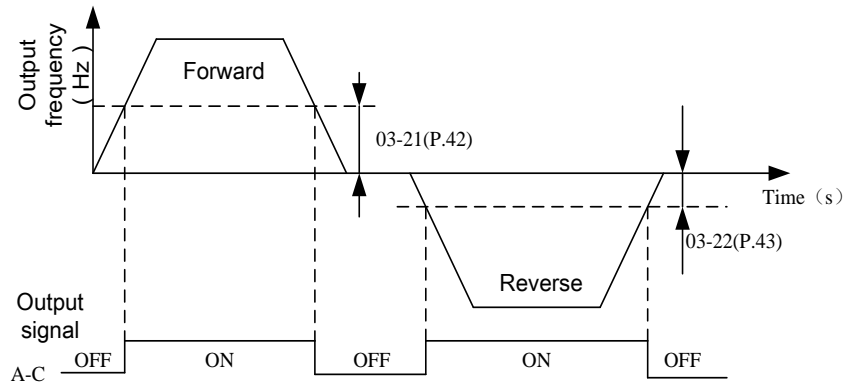 Output
frequency
( Hz )
Forward
03-21(P.42)
Time（s）
03-22(P.43)
Reverse
Output
signal
A-C OFF ON OFF ON OFF